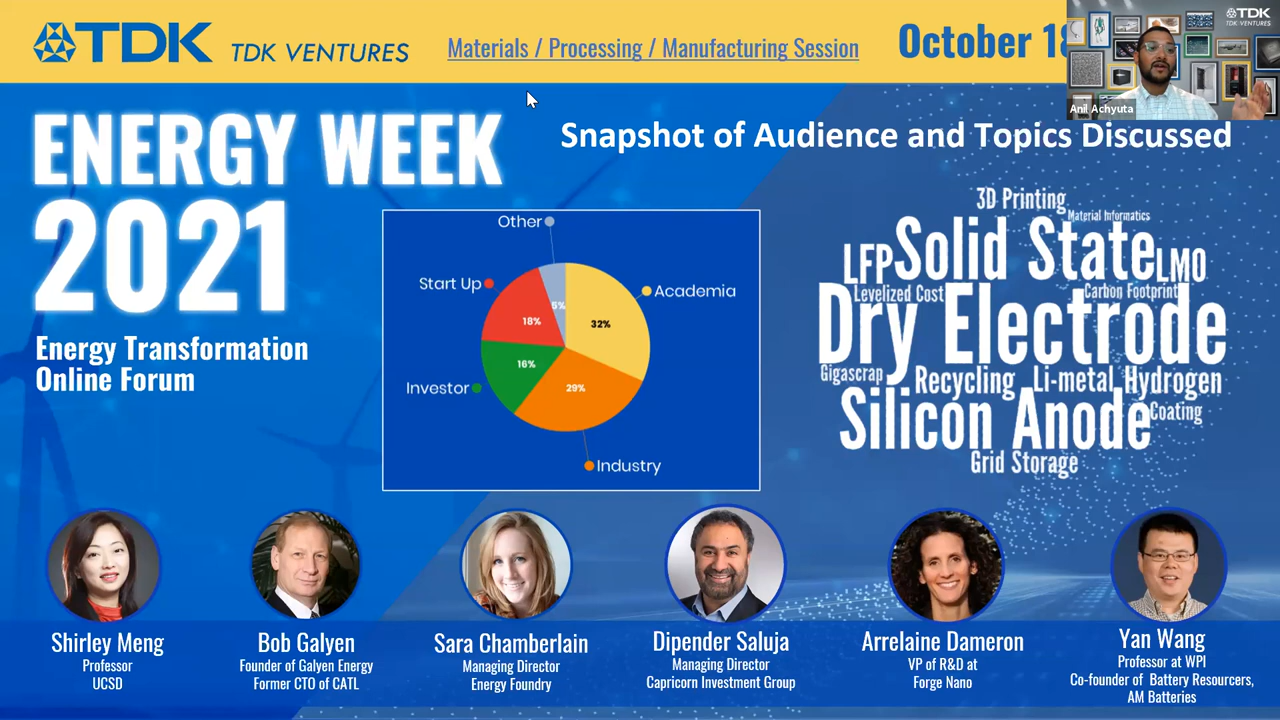 TDK TDK VENTURES
Materials / Processing / Manufacturing Session
October 18
TDK
TDK VENTURES
Anil Achyuta
ENERGY WEEK
2021
Energy Transformation
Online Forum
Snapshot of Audience and Topics Discussed
Other
Start Up
Academia
Investor
Industry
5%
18%
32%
16%
29%
3D Printing
Material Informatics
LFP Solid State LMO
Levelized Cost Carbon Footprint
Dry Electrode
Gigascrap Recycling Li-metal Hydrogen
Silicon Anode Coating
Grid Storage
Shirley Meng
Professor
UCSD
Bob Galyen
Founder of Galyen Energy
Former CTO of CATL
Sara Chamberlain
Managing Director
Energy Foundry
Dipender Saluja
Managing Director
Capricorn Investment Group
Arrelaine Dameron
VP of R&D at
Forge Nano
Yan Wang
Professor at WPI
Co-founder of Battery Resourcers,
AM Batteries